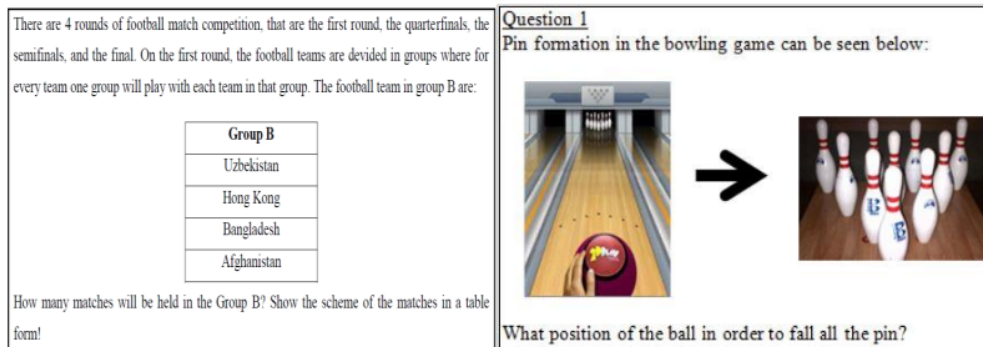 There are 4 rounds of football match competition, that are the first round, the quarterfinals, the
semifinals, and the final. On the first round, the football teams are devided in groups where for
every team one group will play with each team in that group. The football team in group B are:
Group B
Uzbekistan
Hong Kong
Bangladesh
Afghanistan
How many matches will be held in the Group B? Show the scheme of the matches in a table
form!
Question 1
Pin formation in the bowling game can be seen below:
What position of the ball in order to fall all the pin?